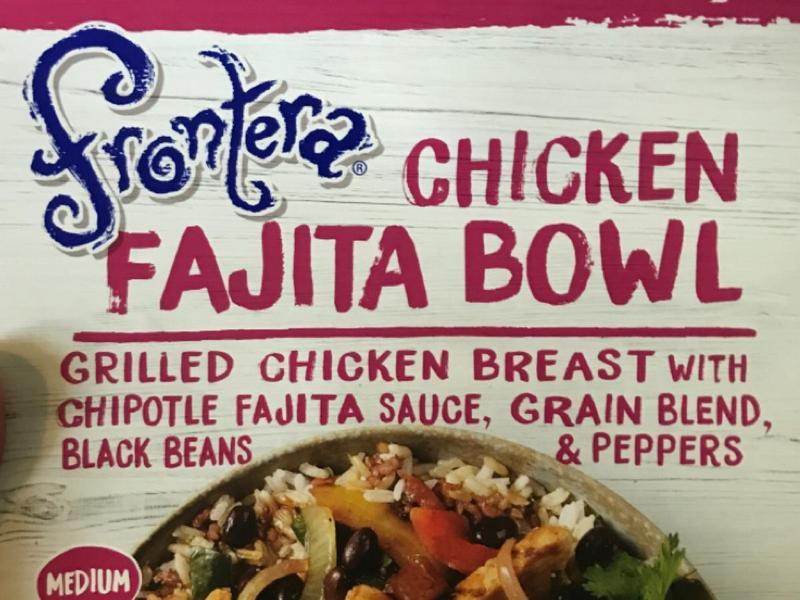 frontera®
CHICKEN
FAJITA BOWL
GRILLED CHICKEN BREAST WITH
CHIPOTLE FAJITA SAUCE, GRAIN BLEND,
BLACK BEANS & PEPPERS
MEDIUM